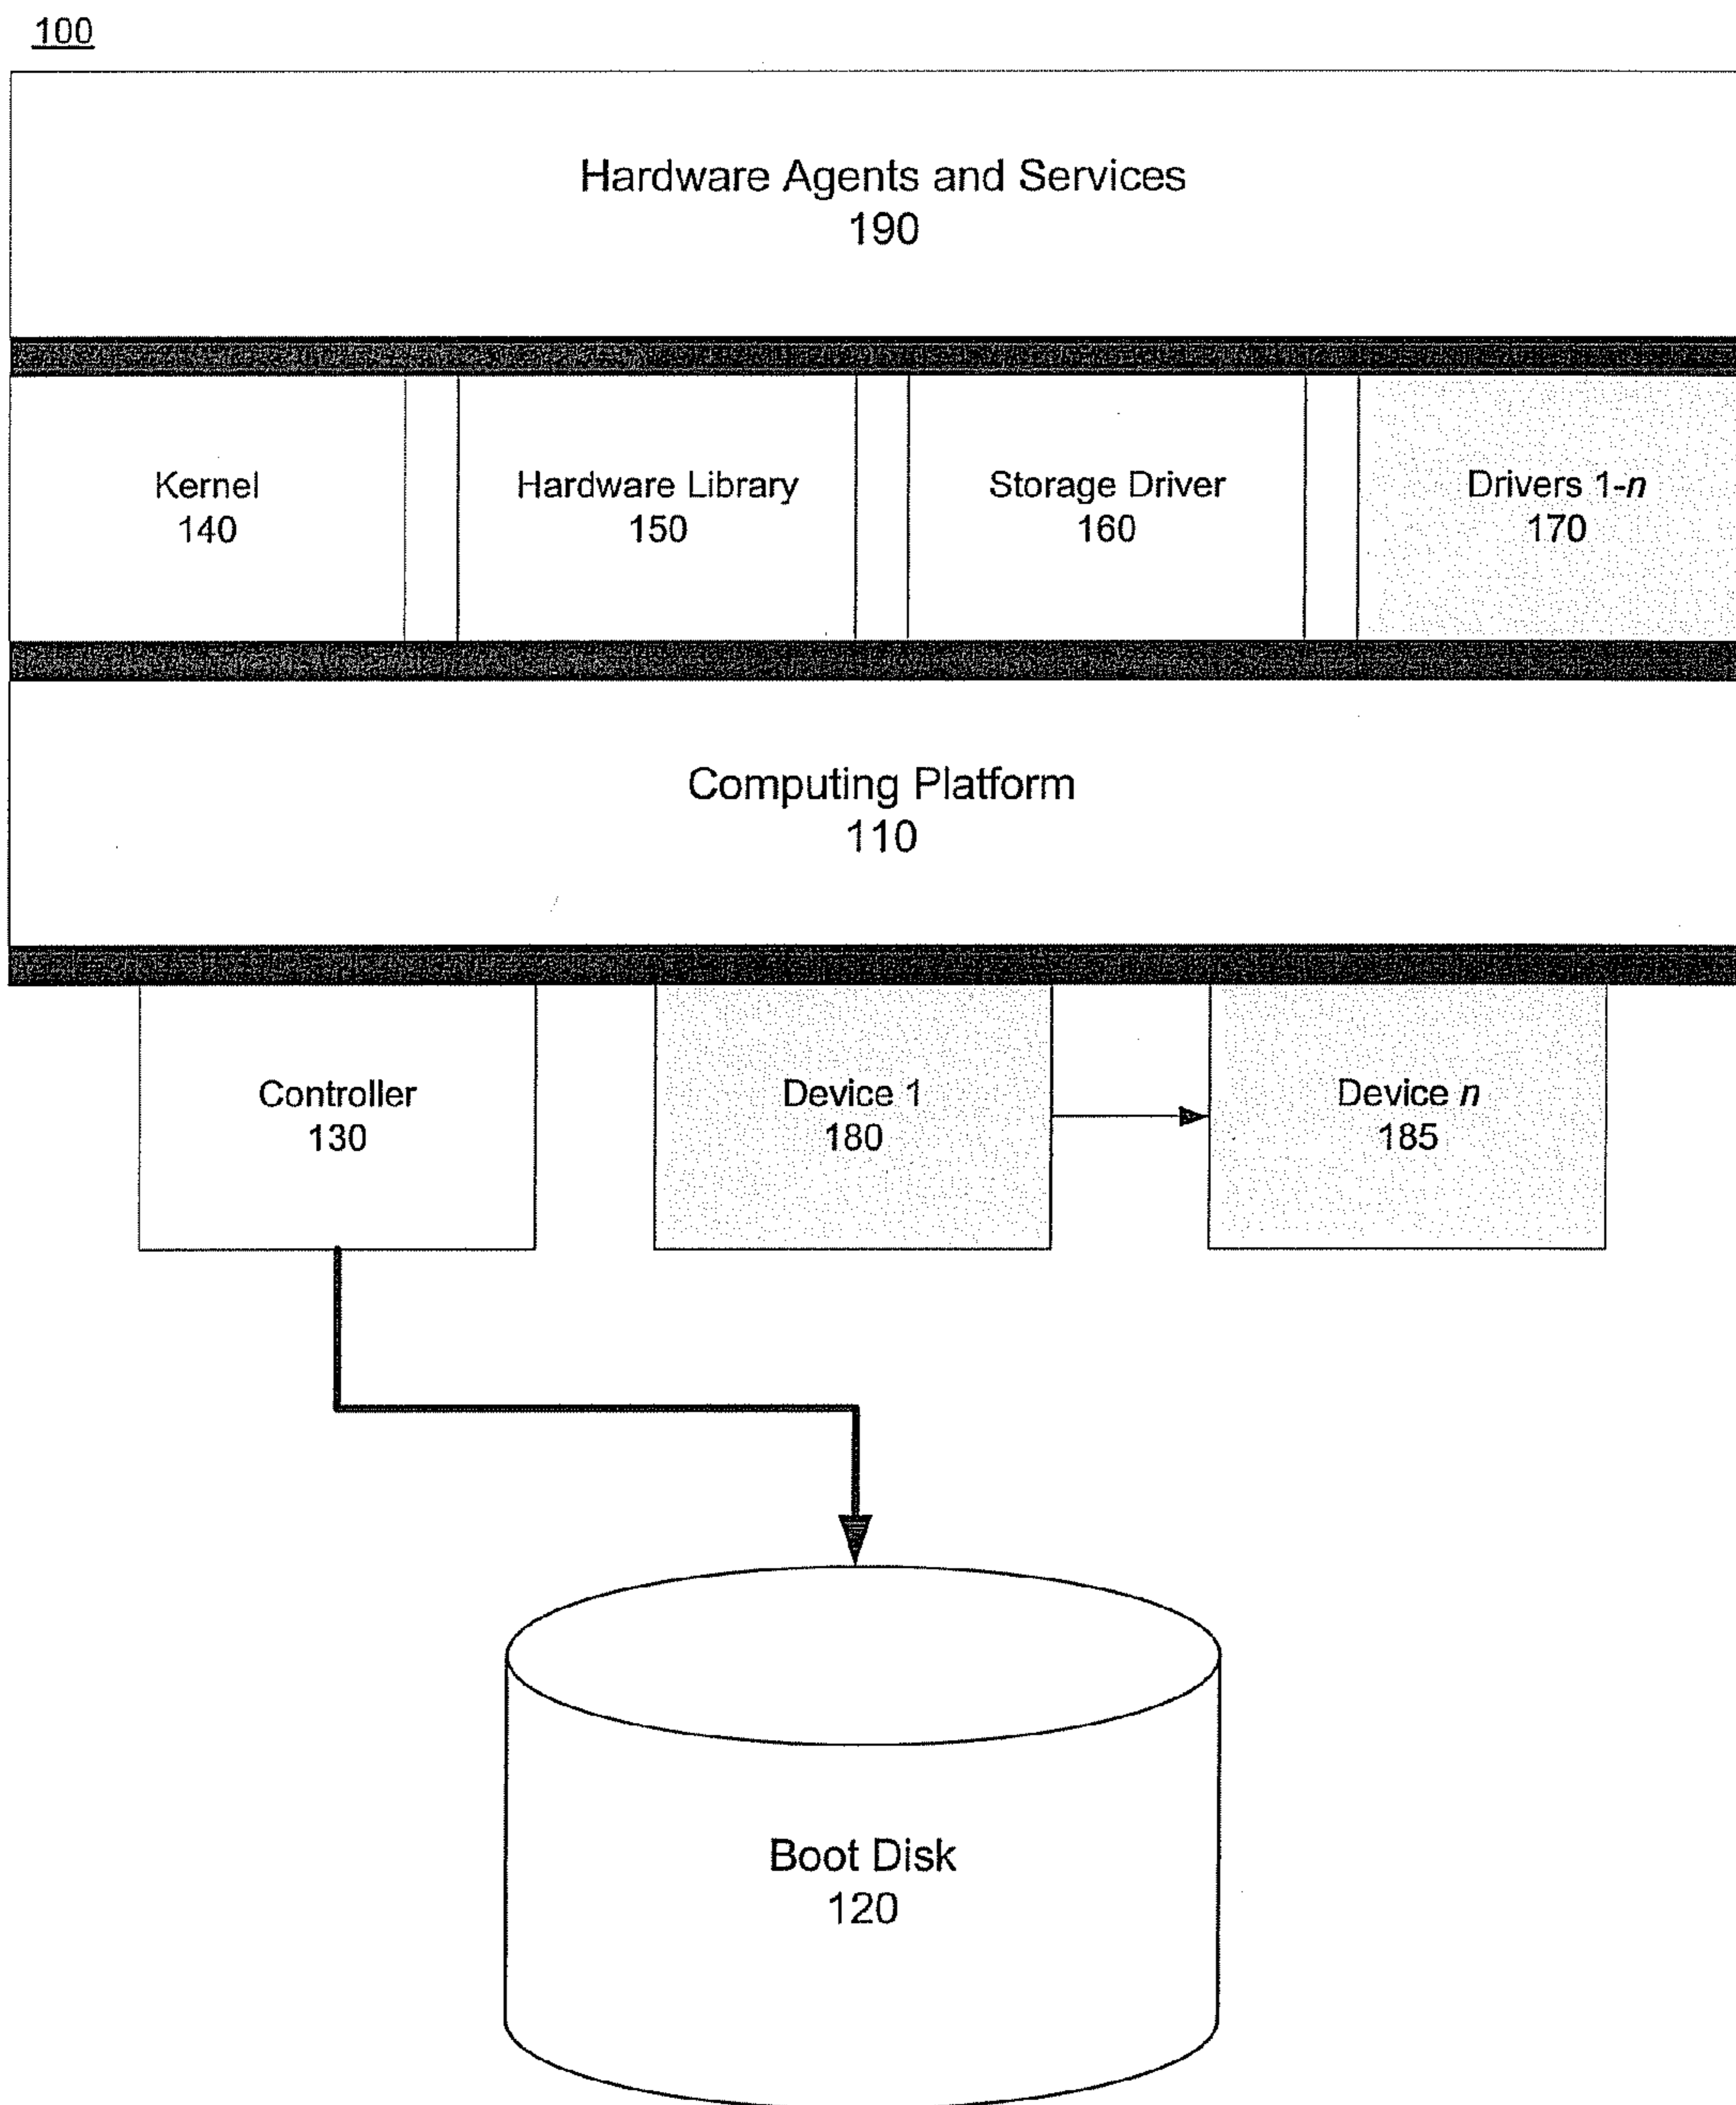 100
Hardware Agents and Services
190
Kernel
140
Hardware Library
150
Storage Driver
160
Drivers 1-n
170
Computing Platform
110
Controller
130
Device 1
180
Device n
185
Boot Disk
120